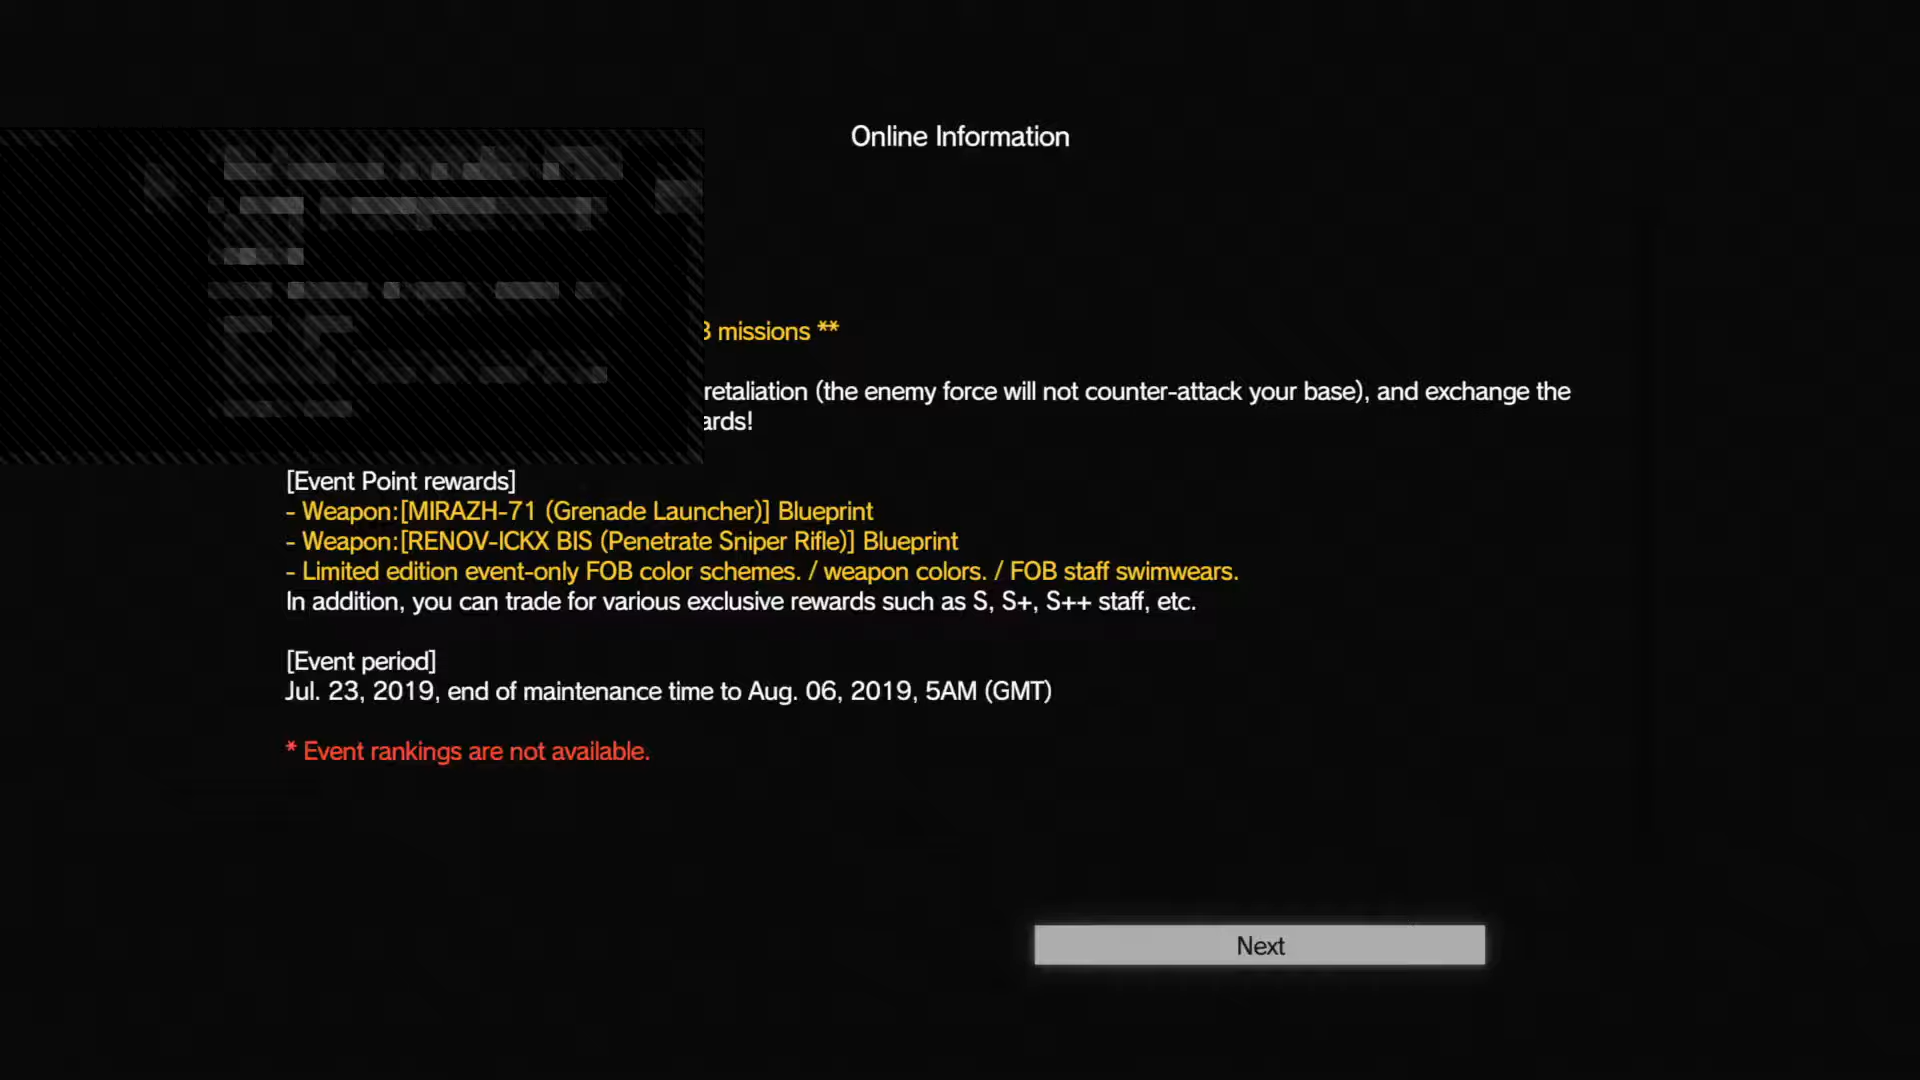 Online Information
missions **
retaliation (the enemy force will not counter-attack your base), and exchange the
[Event Point rewards]
- Weapon:[MIRAZH-71 (Grenade Launcher)] Blueprint
- Weapon:[RENOV-ICKX BIS (Penetrate Sniper Rifle)] Blueprint
- Limited edition event-only FOB color schemes. / weapon colors. / FOB staff swimwears.
In addition, you can trade for various exclusive rewards such as S, S+, S++ staff, etc.
[Event period]
Jul. 23, 2019, end of maintenance time to Aug. 06, 2019, 5AM (GMT)
* Event rankings are not available.
Next